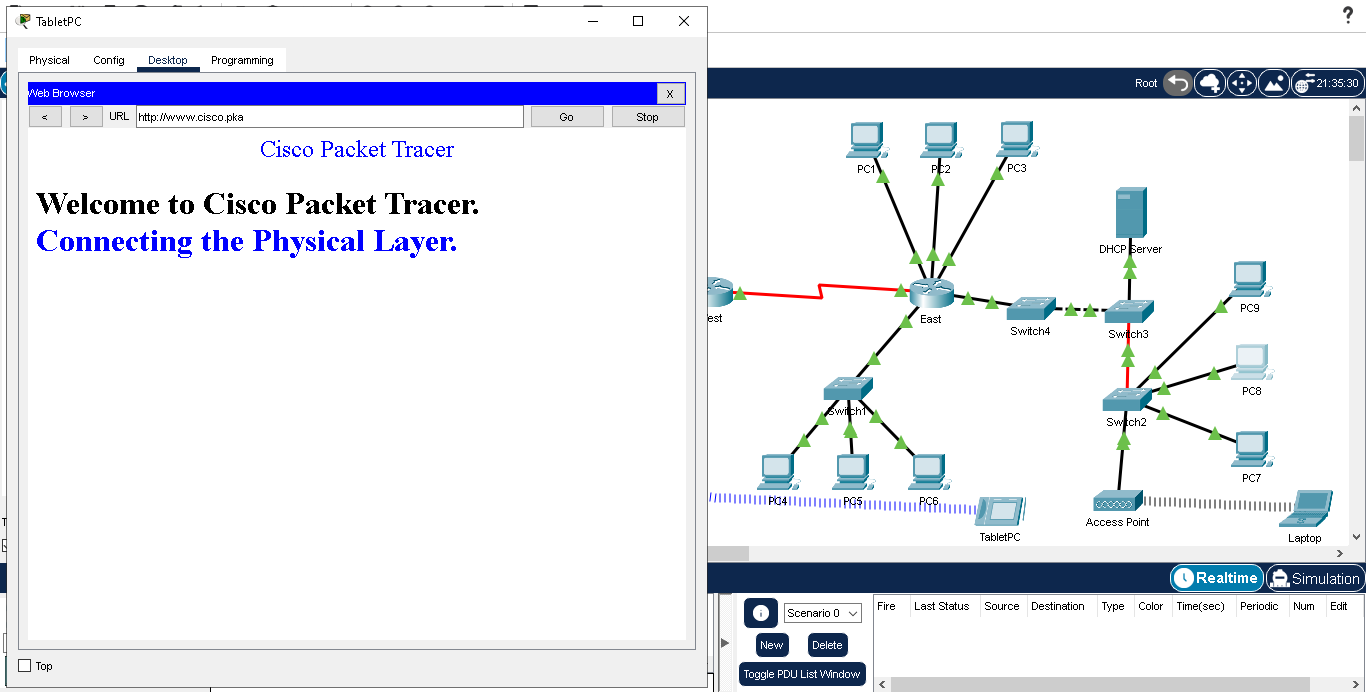 TabletPC
?
Physical Config Desktop Programming
Web Browser X
< > URL http://www.cisco.pka Go Stop
Cisco Packet Tracer
Welcome to Cisco Packet Tracer.
Connecting the Physical Layer.
Top
Root 21:35:30
PC1 PC2 PC3
DHCP Server
PC9
est East Switch4 Switch3
PC8
Switch1 Switch2
PC7
PC4 PC5 PC6
Access Point
TabletPC Laptop
Realtime Simulation
Scenario 0
New Delete
Toggle PDU List Window
Fire Last Status Source Destination Type Color Time(sec) Periodic Num Edit